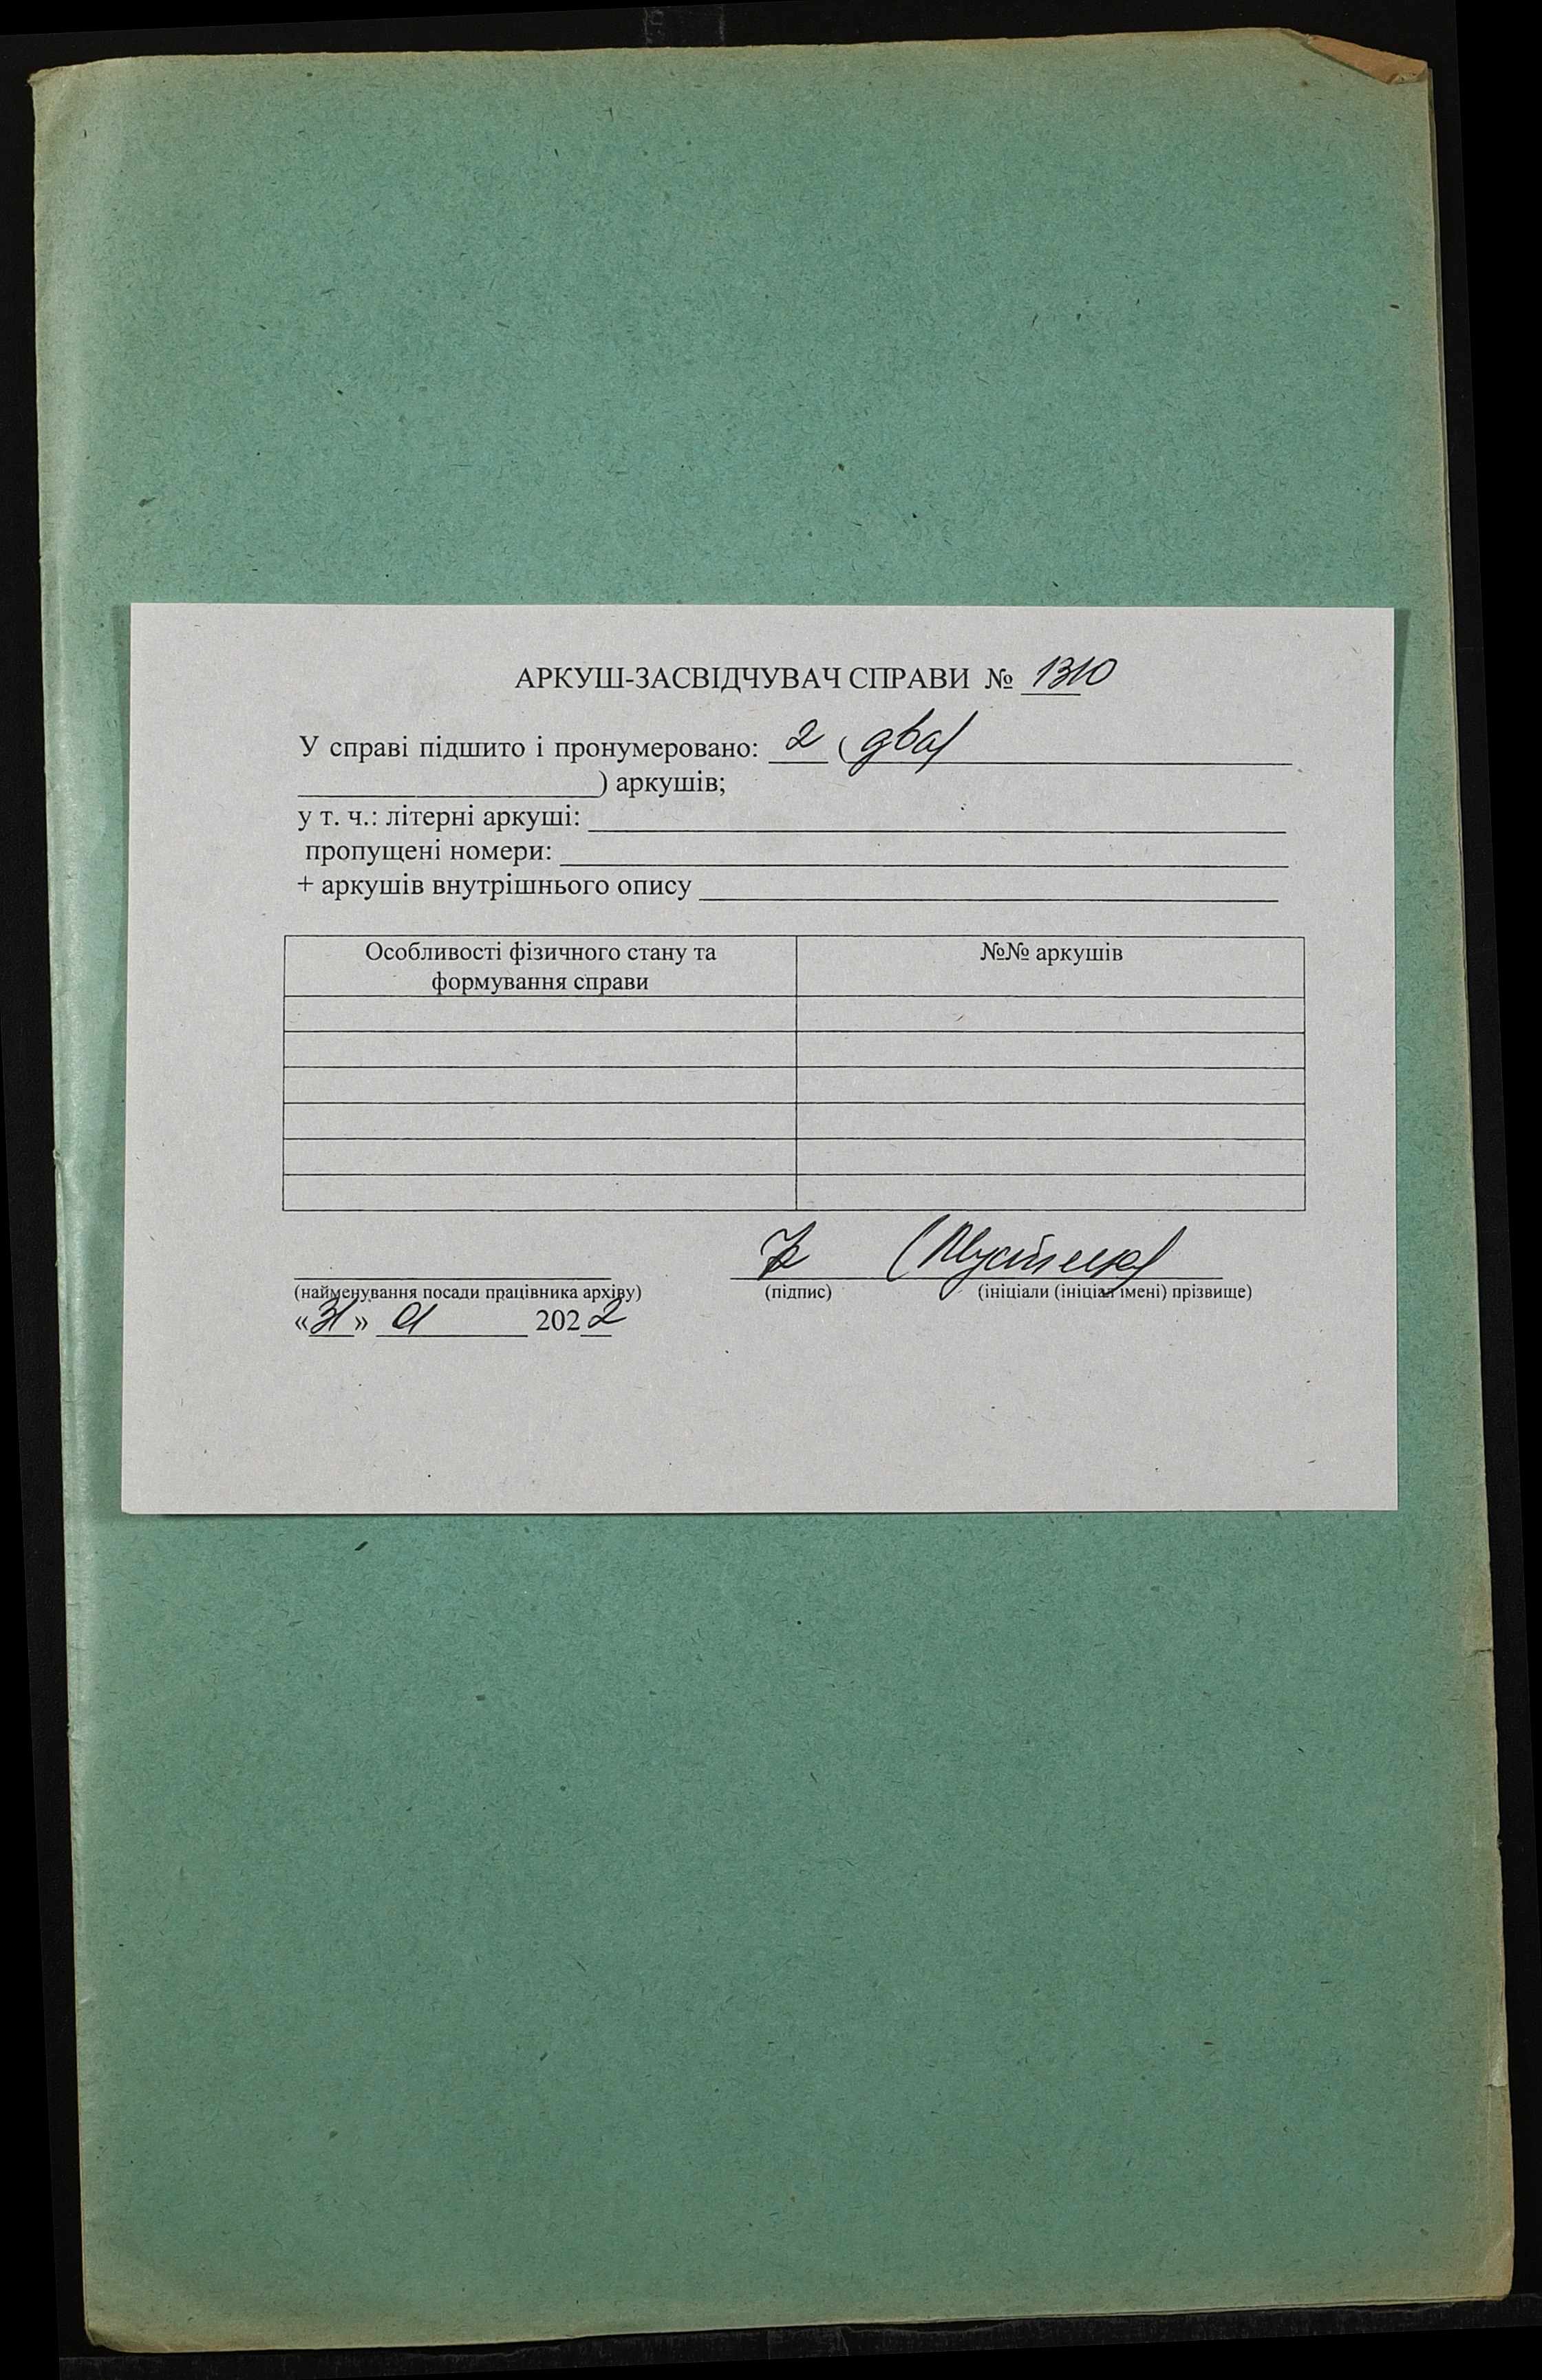 АРКУШ-ЗАСВІДЧУВАЧ СПРАВИ № 1310
У справі підшито і пронумеровано: 2 (два)
) аркушів;
у т. ч.: літерні аркуші:
пропущені номери:
+ аркушів внутрішнього опису
Особливості фізичного стану та
формування справи
№№ аркушів
(найменування посади працівника архіву)
(підпис)
(ініціали (ініціал імені) прізвище)
«31» 01 2022